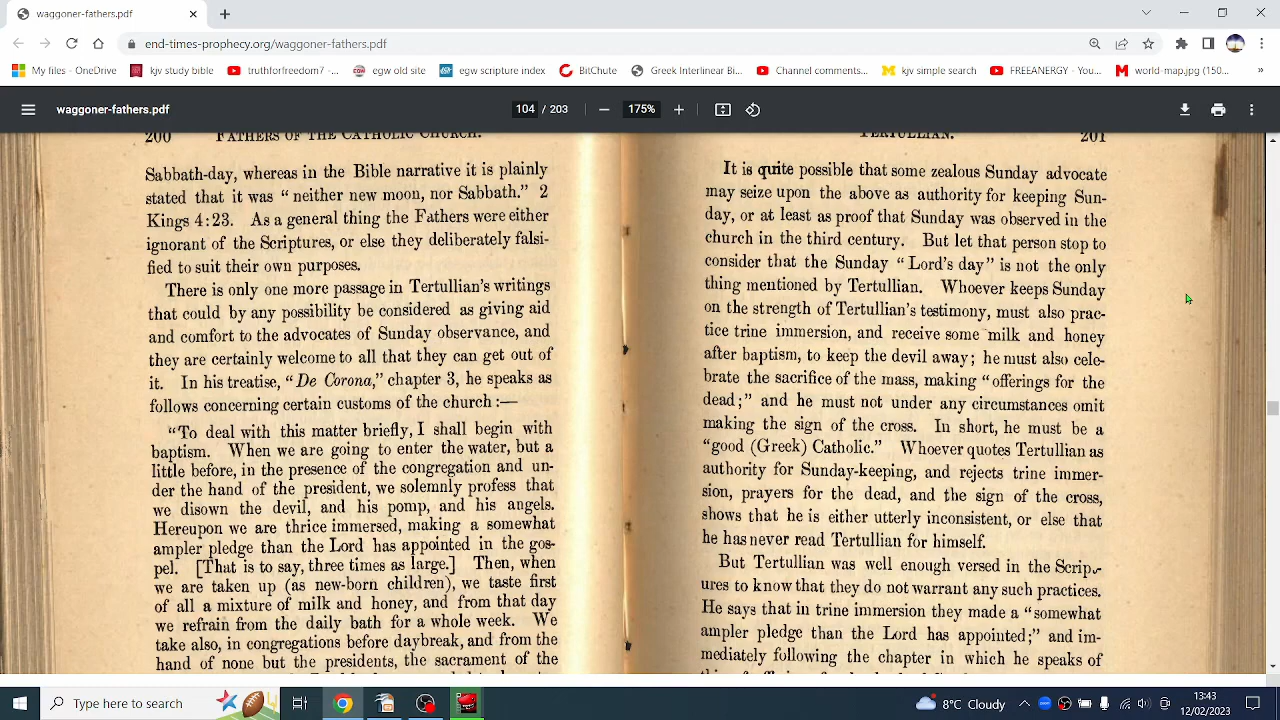 waggoner-fathers.pdf
end-times-prophecy.org/waggoner-fathers.pdf
My files - OneDrive
kjv study bible
truthforfreedom7 -...
egw old site
egw scripture index
BitChute
Greek Interlinear Bi...
Channel comments...
kjv simple search
FREEANERGY - You...
world-map.jpg (150...
»
waggoner-fathers.pdf
104 / 203
175%
200 FATHERS OF THE CATHOLIC CHURCH.
Sabbath-day, whereas in the Bible narrative it is plainly
stated that it was “ neither new moon, nor Sabbath.” 2
Kings 4:23. As a general thing the Fathers were either
ignorant of the Scriptures, or else they deliberately falsi-
fied to suit their own purposes.
There is only one more passage in Tertullian's writings
that could by any possibility be considered as giving aid
and comfort to the advocates of Sunday observance, and
they are certainly welcome to all that they can get out of
it. In his treatise, “De Corona,” chapter 3, he speaks as
follows concerning certain customs of the church :—
“To deal with this matter briefly, I shall begin with
baptism. When we are going to enter the water, but a
little before, in the presence of the congregation and un-
der the hand of the president, we solemnly profess that
we disown the devil, and his pomp, and his angels.
Hereupon we are thrice immersed, making a somewhat
ampler pledge than the Lord has appointed in the gos-
pel. [That is to say, three times as large.] Then, when
we are taken up (as new-born children), we taste first
of all a mixture of milk and honey, and from that day
we refrain from the daily bath for a whole week. We
take also, in congregations before daybreak, and from the
hand of none but the presidents, the sacrament of the
TERTULLIAN. 201
It is quite possible that some zealous Sunday advocate
may seize upon the above as authority for keeping Sun-
day, or at least as proof that Sunday was observed in the
church in the third century. But let that person stop to
consider that the Sunday “Lord's day” is not the only
thing mentioned by Tertullian. Whoever keeps Sunday
on the strength of Tertullian's testimony, must also prac-
tice trine immersion, and receive some milk and honey
after baptism, to keep the devil away; he must also cele-
brate the sacrifice of the mass, making “offerings for the
dead;” and he must not under any circumstances omit
making the sign of the cross. In short, he must be a
“good (Greek) Catholic.” Whoever quotes Tertullian as
authority for Sunday-keeping, and rejects trine immer-
sion, prayers for the dead, and the sign of the cross,
shows that he is either utterly inconsistent, or else that
he has never read Tertullian for himself.
But Tertullian was well enough versed in the Script-
ures to know that they do not warrant any such practices.
He says that in trine immersion they made a “somewhat
ampler pledge than the Lord has appointed;” and im-
mediately following the chapter in which he speaks of
Type here to search
8°C Cloudy
13:43
12/02/2023